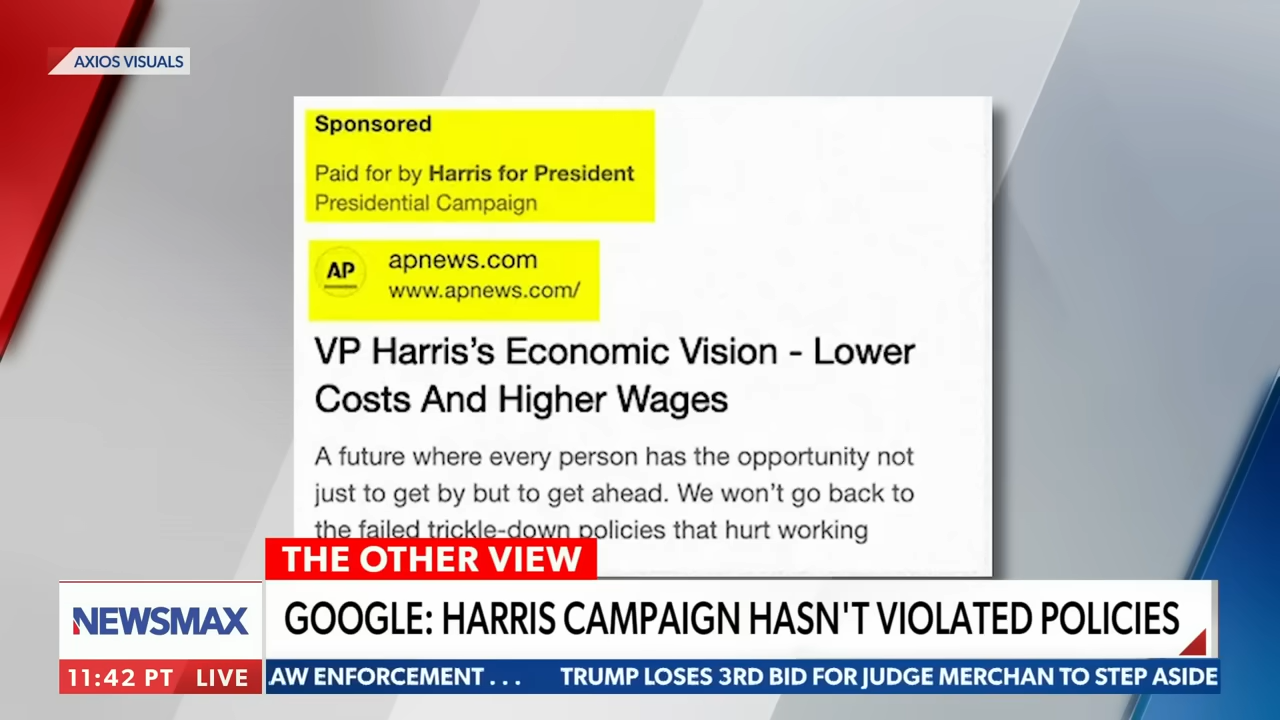 AXIOS VISUALS
Sponsored
Paid for by Harris for President
Presidential Campaign
AP
apnews.com
www.apnews.com/
VP Harris's Economic Vision - Lower
Costs And Higher Wages
A future where every person has the opportunity not
just to get by but to get ahead. We won't go back to
the failed trickle-down policies that hurt working
THE OTHER VIEW
NEWSMAX
GOOGLE: HARRIS CAMPAIGN HASN'T VIOLATED POLICIES
11:42 PT LIVE
AW ENFORCEMENT... TRUMP LOSES 3RD BID FOR JUDGE MERCHAN TO STEP ASIDE